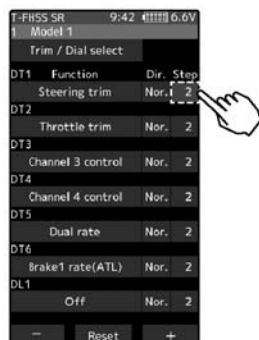 T-FHSS SR 9:42 6.6V
1 Model 1
Trim / Dial select
DT1 Function Dir. Step
Steering trim Nor. 2
DT2
Throttle trim Nor. 2
DT3
Channel 3 control Nor. 2
DT4
Channel 4 control Nor. 2
DT5
Dual rate Nor. 2
DT6
Brake1 rate(ATL) Nor. 2
DL1
Off Nor. 2
− Reset +